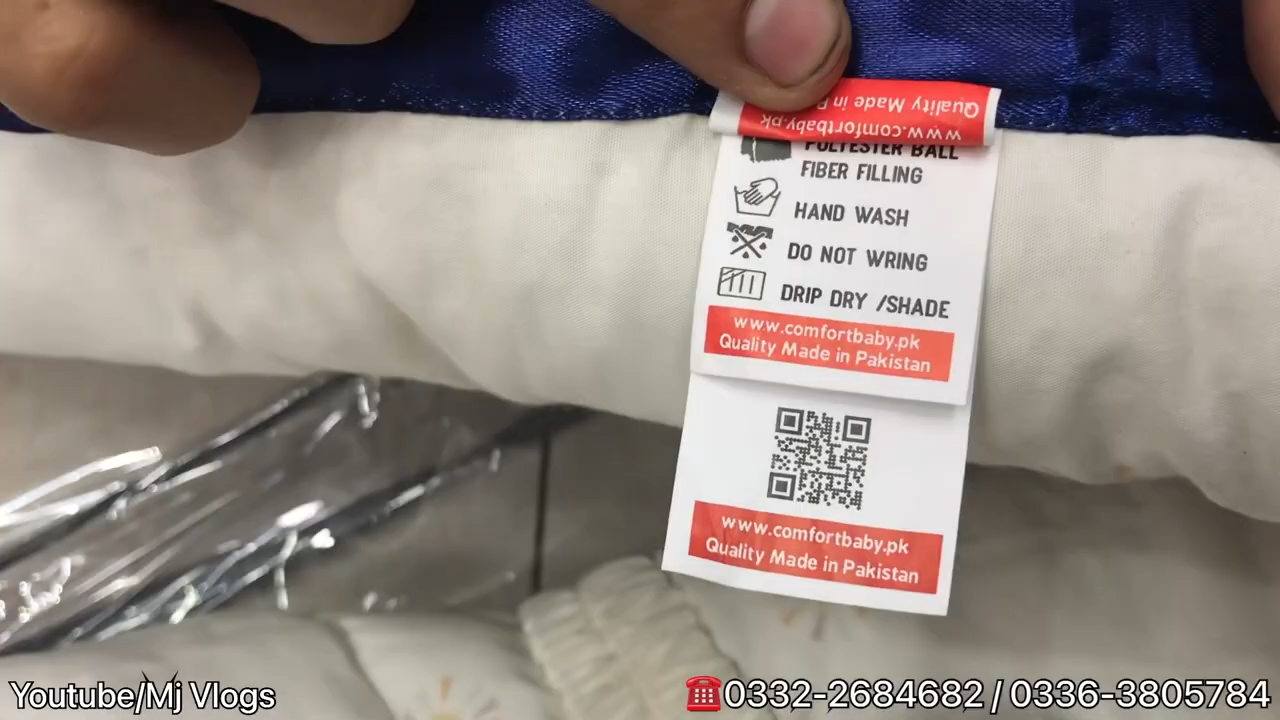 Quality Made in
www.comfortbaby.pk
POLYESTER BALL
FIBER FILLING
HAND WASH
DO NOT WRING
DRIP DRY /SHADE
www.comfortbaby.pk
Quality Made in Pakistan
www.comfortbaby.pk
Quality Made in Pakistan
Youtube/Mj Vlogs
☎️0332-2684682 / 0336-3805784